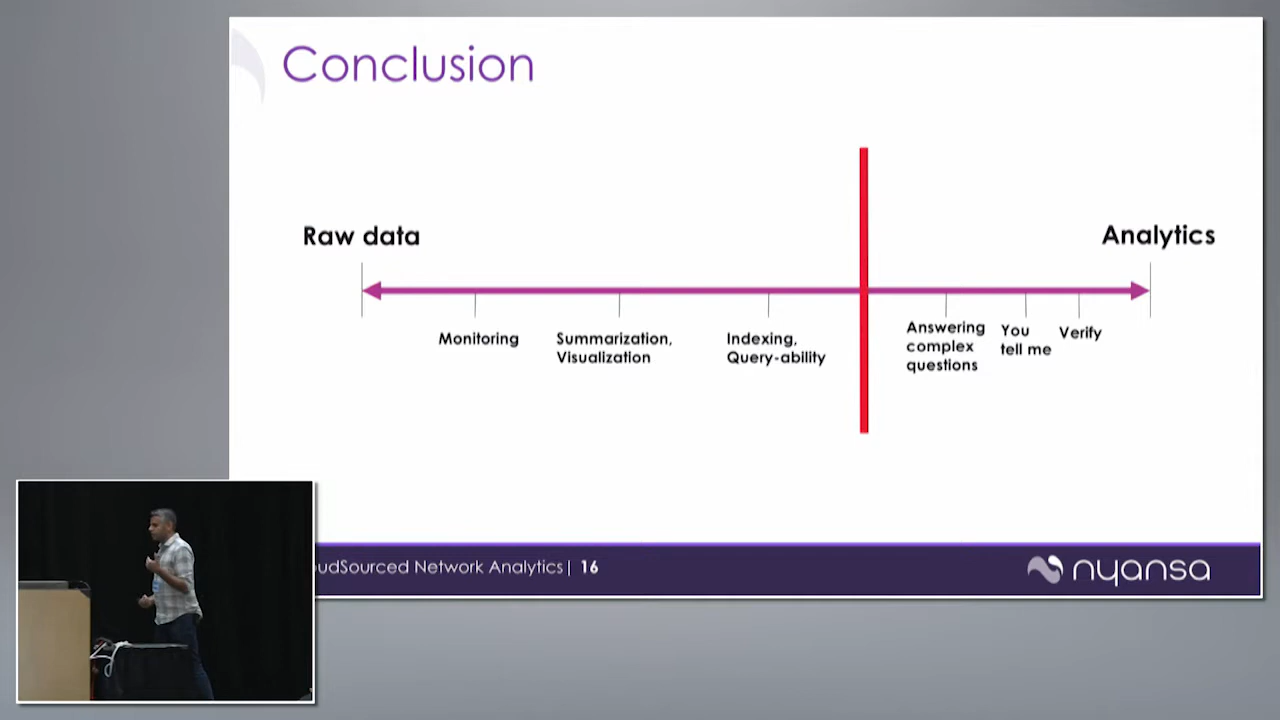 Conclusion
Raw data
Analytics
Monitoring
Summarization,
Visualization
Indexing,
Query-ability
Answering
complex
questions
You
tell me
Verify
oudSourced Network Analytics| 16
nyansa